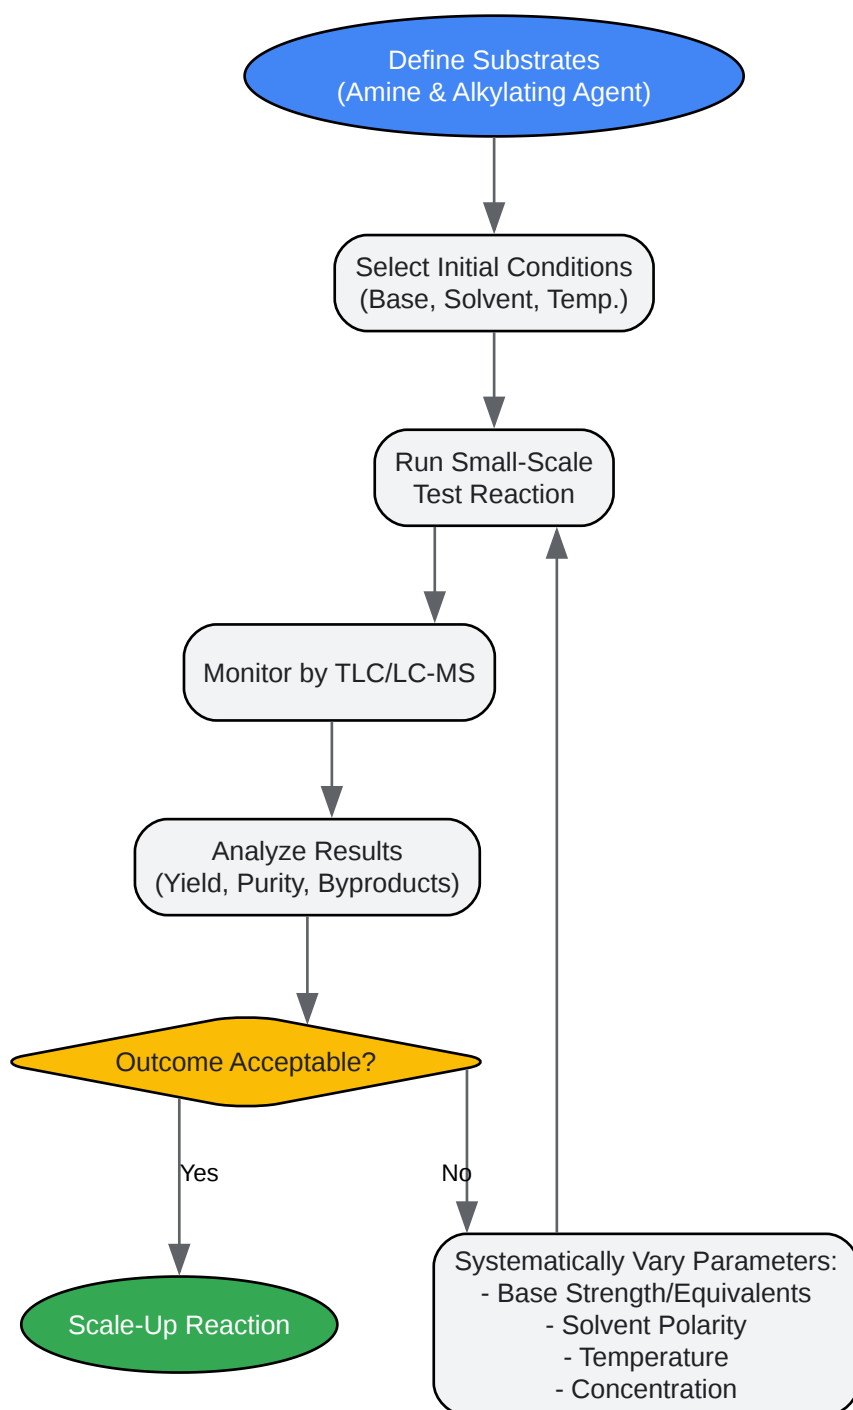 Define Substrates
(Amine & Alkylating Agent)
Select Initial Conditions
(Base, Solvent, Temp.)
Run Small-Scale
Test Reaction
Monitor by TLC/LC-MS
Analyze Results
(Yield, Purity, Byproducts)
Outcome Acceptable?
Yes
No
Scale-Up Reaction
Systematically Vary Parameters:
- Base Strength/Equivalents
- Solvent Polarity
- Temperature
- Concentration